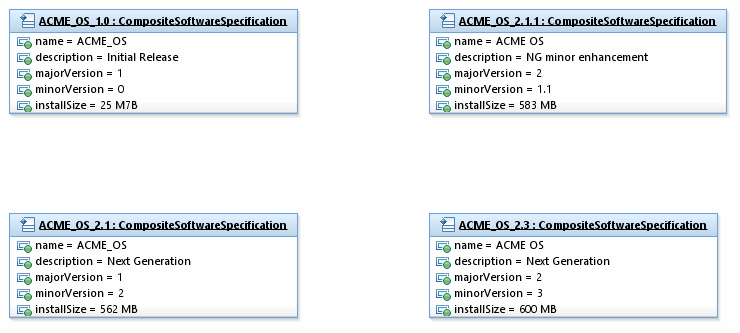 ACME_OS_1.0 : CompositeSoftwareSpecification
name = ACME_OS
description = Initial Release
majorVersion = 1
minorVersion = 0
installSize = 25 M7B
ACME_OS_2.1.1 : CompositeSoftwareSpecification
name = ACME OS
description = NG minor enhancement
majorVersion = 2
minorVersion = 1.1
installSize = 583 MB
ACME_OS_2.1 : CompositeSoftwareSpecification
name = ACME_OS
description = Next Generation
majorVersion = 1
minorVersion = 2
installSize = 562 MB
ACME_OS_2.3 : CompositeSoftwareSpecification
name = ACME OS
description = Next Generation
majorVersion = 2
minorVersion = 3
installSize = 600 MB